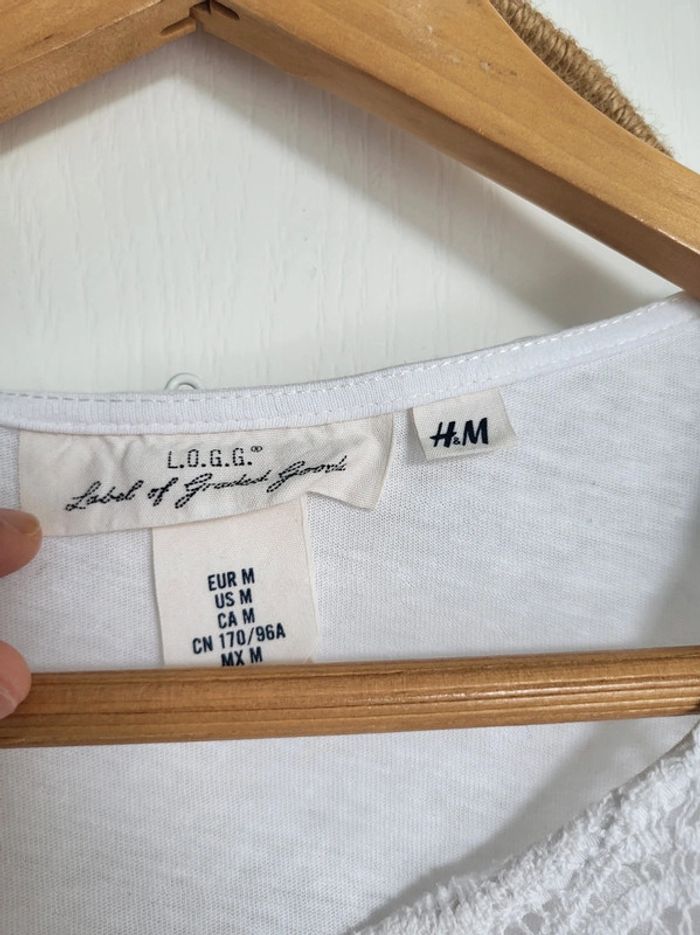 L.O.G.G.®
Label of Graded Goods
H&M
EUR M
US M
CA M
CN 170/96A
MX M